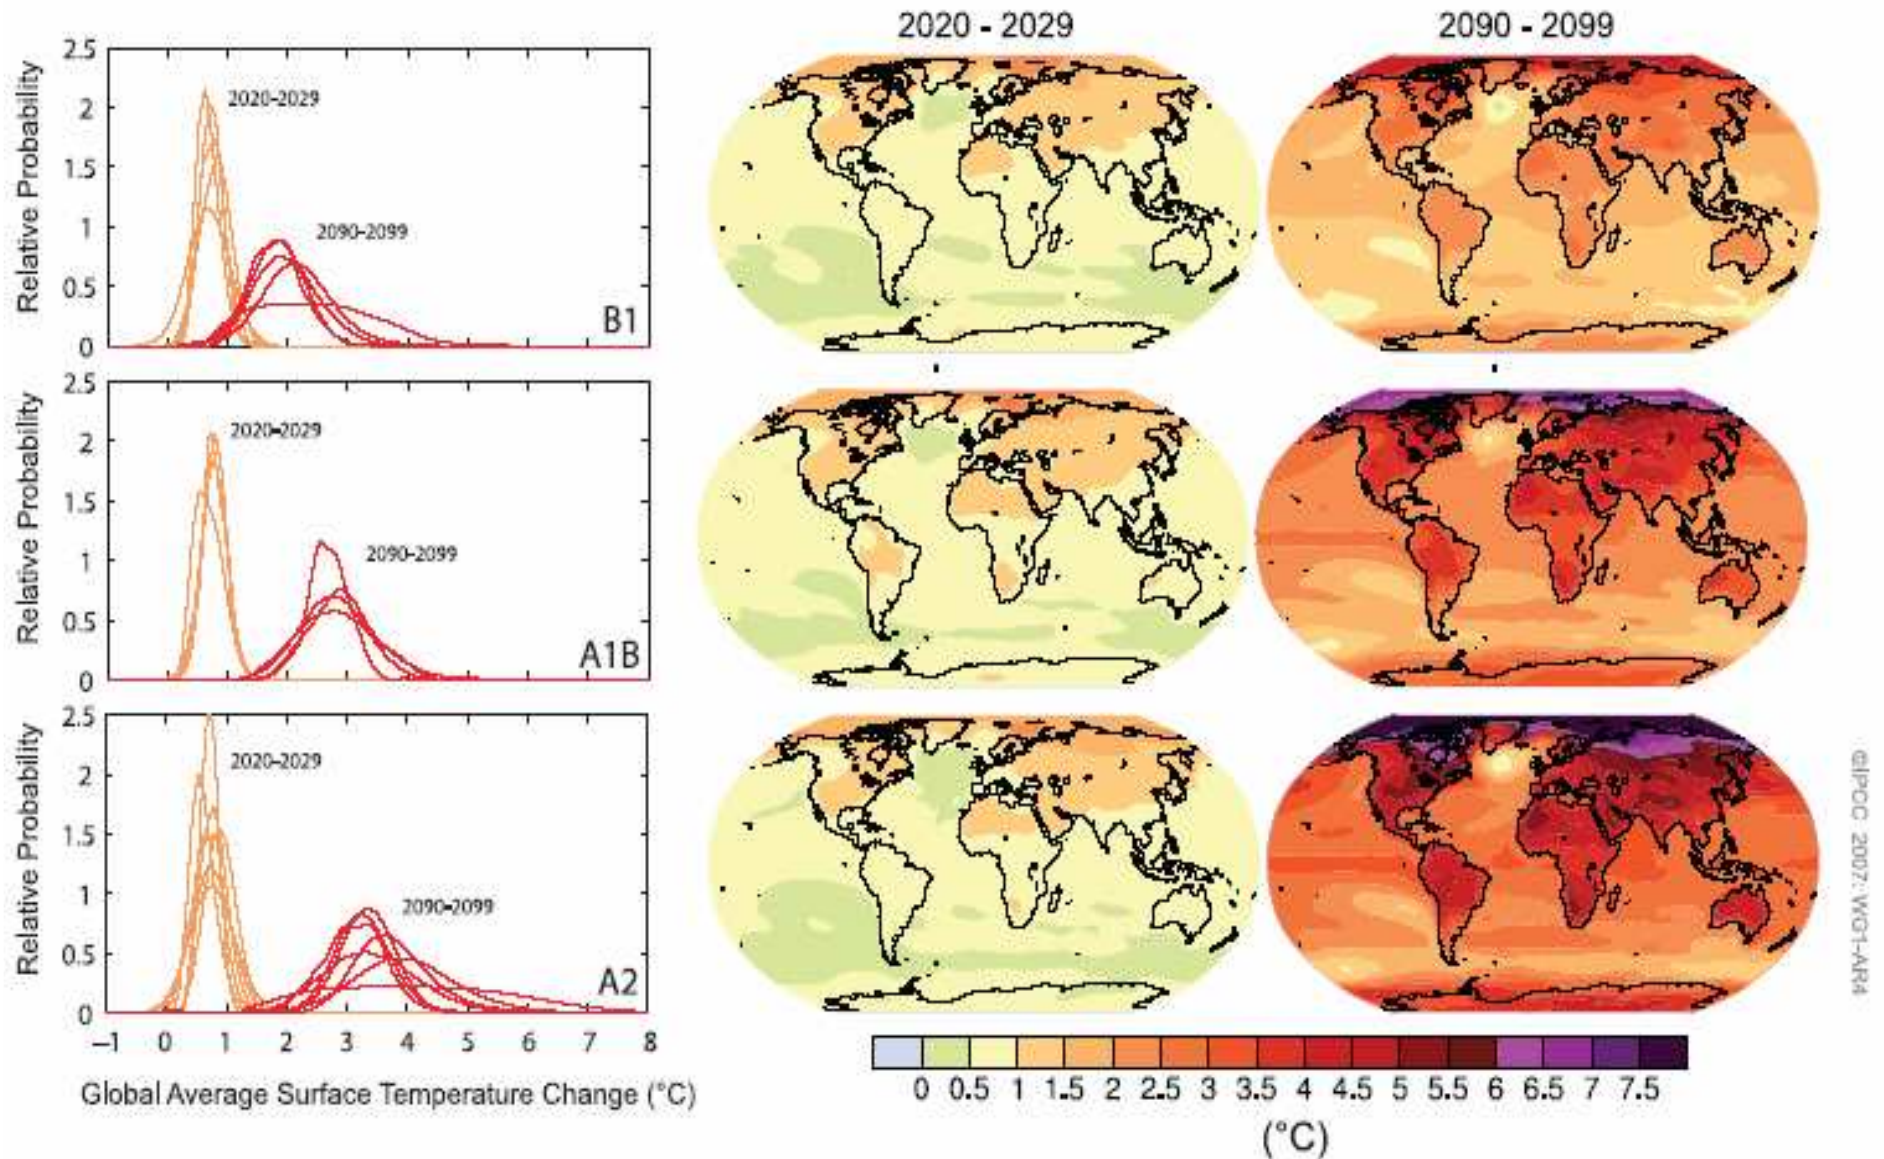 2020 - 2029
2090 - 2099
Relative Probability
2.5
2
1.5
1
0.5
0
2020-2029
2090-2099
B1
Relative Probability
2.5
2
1.5
1
0.5
0
2020-2029
2090-2099
A1B
Relative Probability
2.5
2
1.5
1
0.5
0
2020-2029
2090-2099
A2
–1 0 1 2 3 4 5 6 7 8
Global Average Surface Temperature Change (°C)
0 0.5 1 1.5 2 2.5 3 3.5 4 4.5 5 5.5 6 6.5 7 7.5
(°C)
©IPCC 2007: WG1-AR4